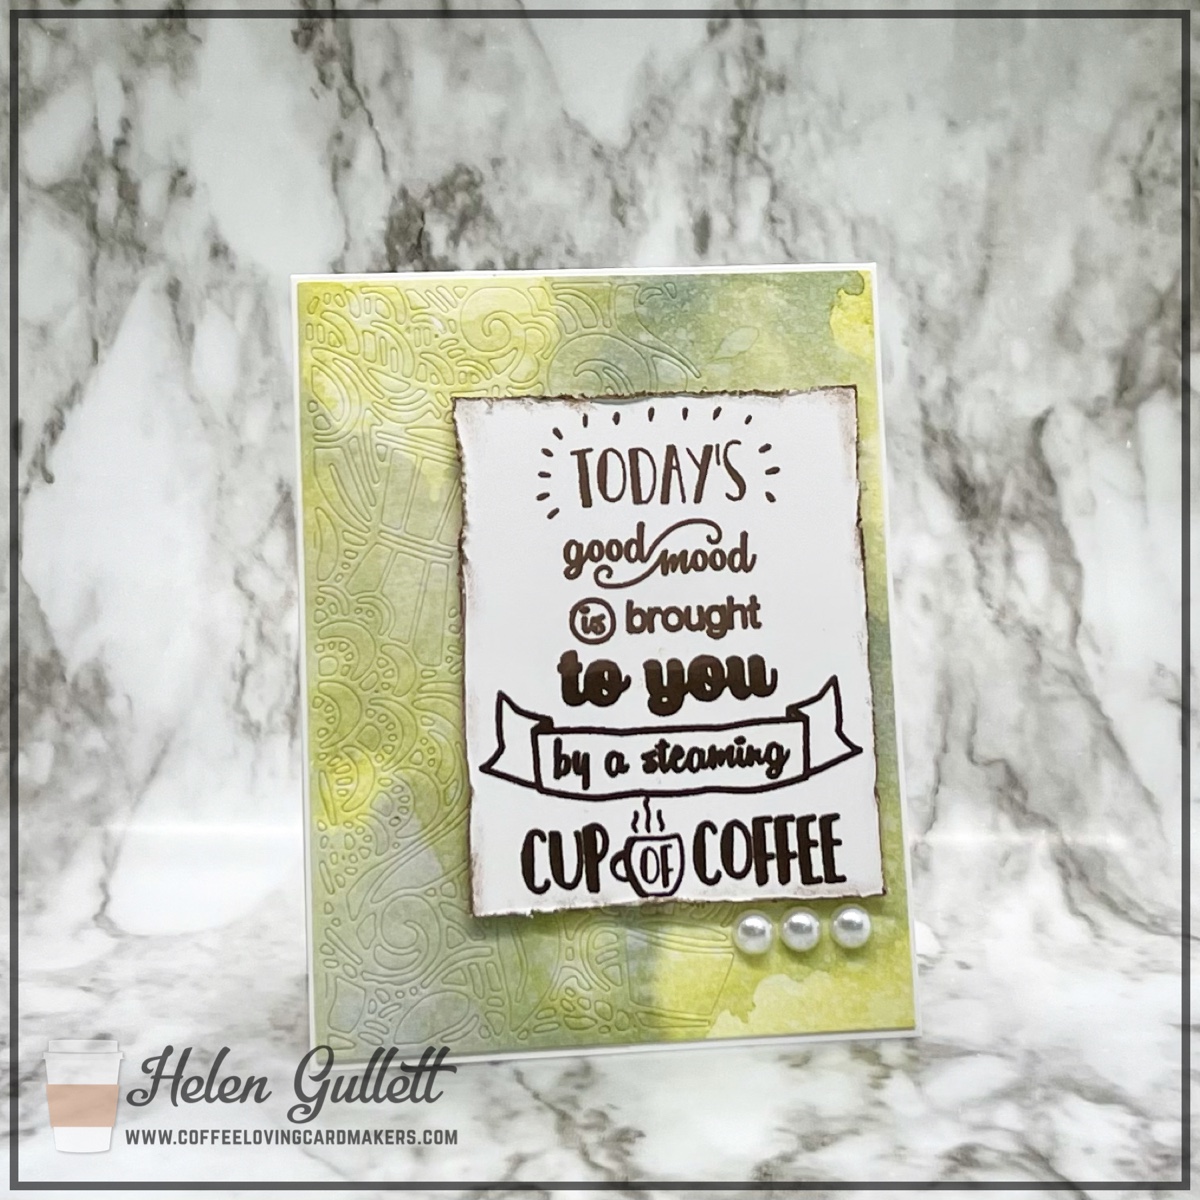 TODAY'S
good mood
is brought
to you
by a steaming
CUP OF COFFEE
Helen Gullett
WWW.COFFEELOVINGCARDMAKERS.COM